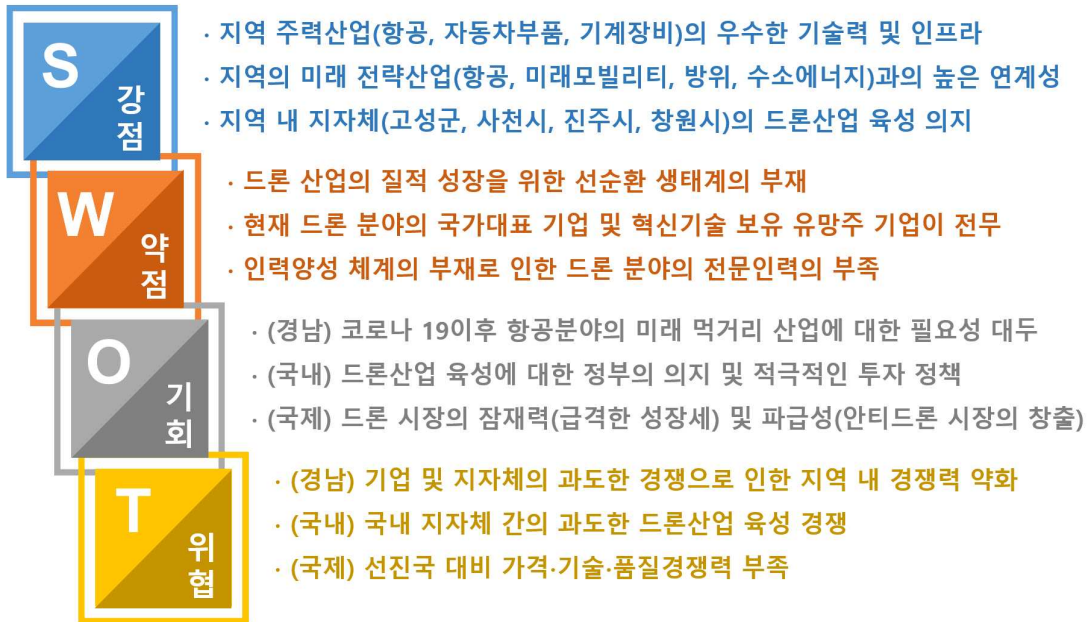 S
강점
· 지역 주력산업(항공, 자동차부품, 기계장비)의 우수한 기술력 및 인프라
· 지역의 미래 전략산업(항공, 미래모빌리티, 방위, 수소에너지)과의 높은 연계성
· 지역 내 지자체(고성군, 사천시, 진주시, 창원시)의 드론산업 육성 의지
W
약점
· 드론 산업의 질적 성장을 위한 선순환 생태계의 부재
· 현재 드론 분야의 국가대표 기업 및 혁신기술 보유 유망주 기업이 전무
· 인력양성 체계의 부재로 인한 드론 분야의 전문인력의 부족
O
기회
· (경남) 코로나 19이후 항공분야의 미래 먹거리 산업에 대한 필요성 대두
· (국내) 드론산업 육성에 대한 정부의 의지 및 적극적인 투자 정책
· (국제) 드론 시장의 잠재력(급격한 성장세) 및 파급성(안티드론 시장의 창출)
T
위협
· (경남) 기업 및 지자체의 과도한 경쟁으로 인한 지역 내 경쟁력 약화
· (국내) 국내 지자체 간의 과도한 드론산업 육성 경쟁
· (국제) 선진국 대비 가격·기술·품질경쟁력 부족